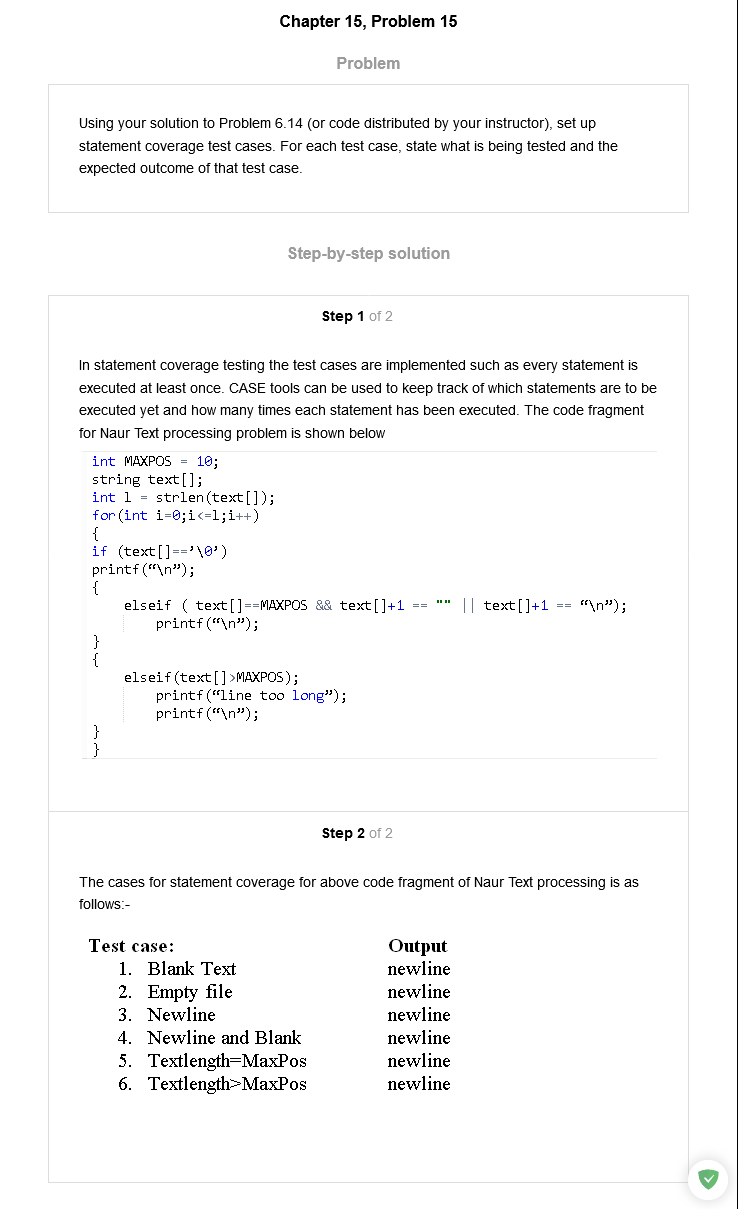 Chapter 15, Problem 15
Problem
Using your solution to Problem 6.14 (or code distributed by your instructor), set up
statement coverage test cases. For each test case, state what is being tested and the
expected outcome of that test case.
Step-by-step solution
Step 1 of 2
In statement coverage testing the test cases are implemented such as every statement is
executed at least once. CASE tools can be used to keep track of which statements are to be
executed yet and how many times each statement has been executed. The code fragment
for Naur Text processing problem is shown below
int MAXPOS = 10;
string text[];
int l = strlen(text[]);
for(int i=0;i<=l;i++)
{
if (text[]==’\0’)
printf(“\n”);
{
elseif ( text[]==MAXPOS && text[]+1 == "" || text[]+1 == “\n”);
printf(“\n”);
}
{
elseif(text[]>MAXPOS);
printf(“line too long”);
printf(“\n”);
}
}
Step 2 of 2
The cases for statement coverage for above code fragment of Naur Text processing is as
follows:-
Test case: Output
1. Blank Text newline
2. Empty file newline
3. Newline newline
4. Newline and Blank newline
5. Textlength=MaxPos newline
6. Textlength>MaxPos newline